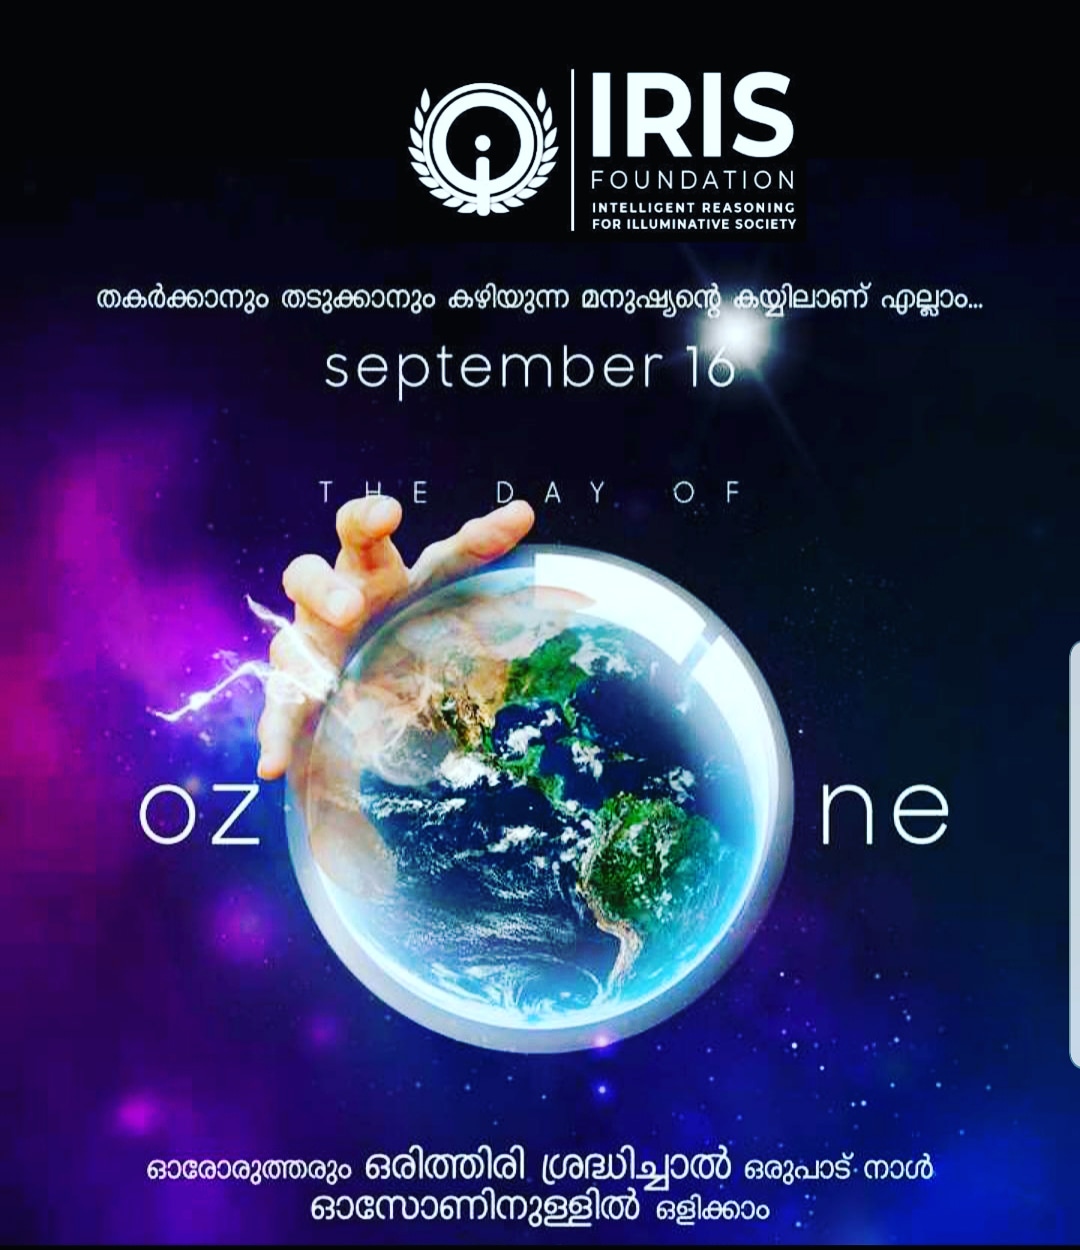 IRIS
FOUNDATION
INTELLIGENT REASONING
FOR ILLUMINATIVE SOCIETY
തകർക്കാനും തടുക്കാനും കഴിയുന്ന മനുഷ്യന്റെ കയ്യിലാണ് എല്ലാം...
september 16
THE DAY OF
oz ne
ഓരോരുത്തരും ഒരിത്തിരി ശ്രദ്ധിച്ചാൽ ഒരുപാട് നാൾ
ഓസോണിനുള്ളിൽ ഒളിക്കാം